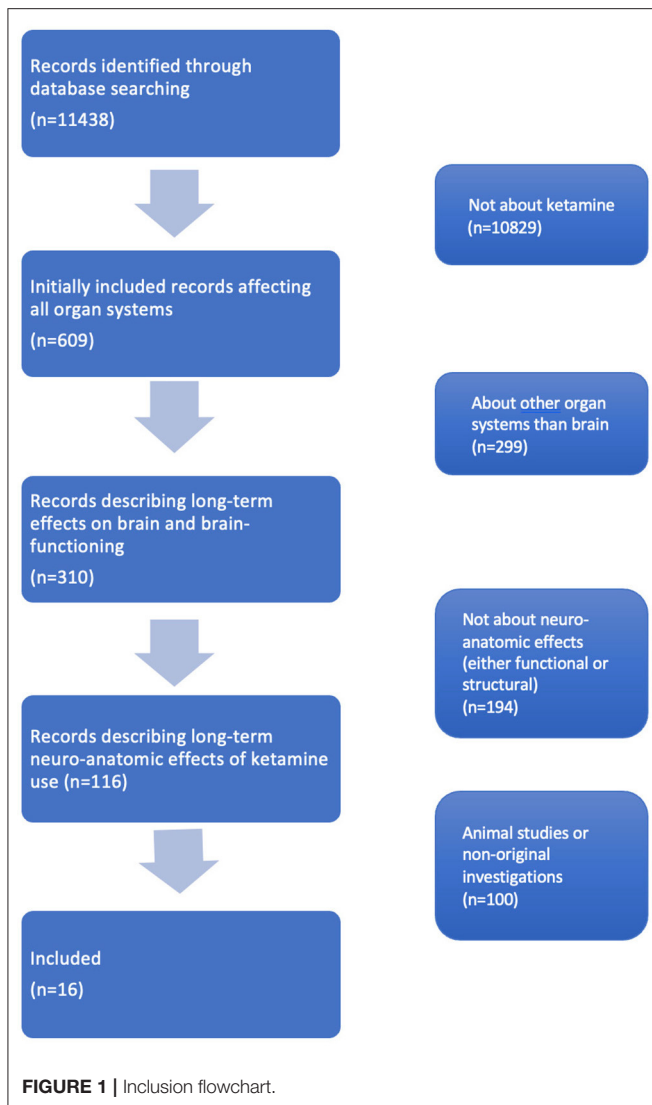 Records identified through
database searching
(n=11438)
Not about ketamine
(n=10829)
Initially included records affecting
all organ systems
(n=609)
About other organ
systems than brain
(n=299)
Records describing long-term
effects on brain and brain-
functioning
(n=310)
Not about neuro-
anatomic effects
(either functional or
structural)
(n=194)
Records describing long-term
neuro-anatomic effects of ketamine
use (n=116)
Animal studies or
non-original
investigations
(n=100)
Included
(n=16)
FIGURE 1 | Inclusion flowchart.